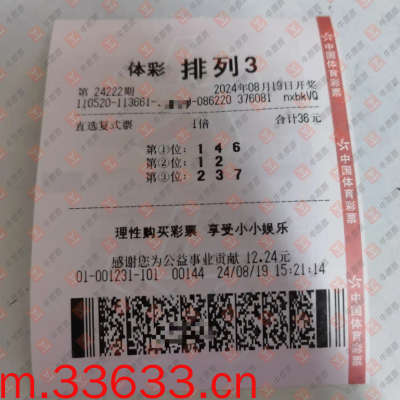 体彩 排列3
第 24222期 2024年08月19日开奖
110520-113661- -086220 376081 nxbkVQ
直选复式票 1倍 合计36元
第①位: 1 4 6
第②位: 1 2
第③位: 2 3 7
理性购买彩票 享受小小娱乐
感谢您为公益事业贡献 12.24元
01-001231-101 00144 24/08/19 15:21:14
中国体育彩票
中国体育彩票
中国体育彩票
m.33633.cn